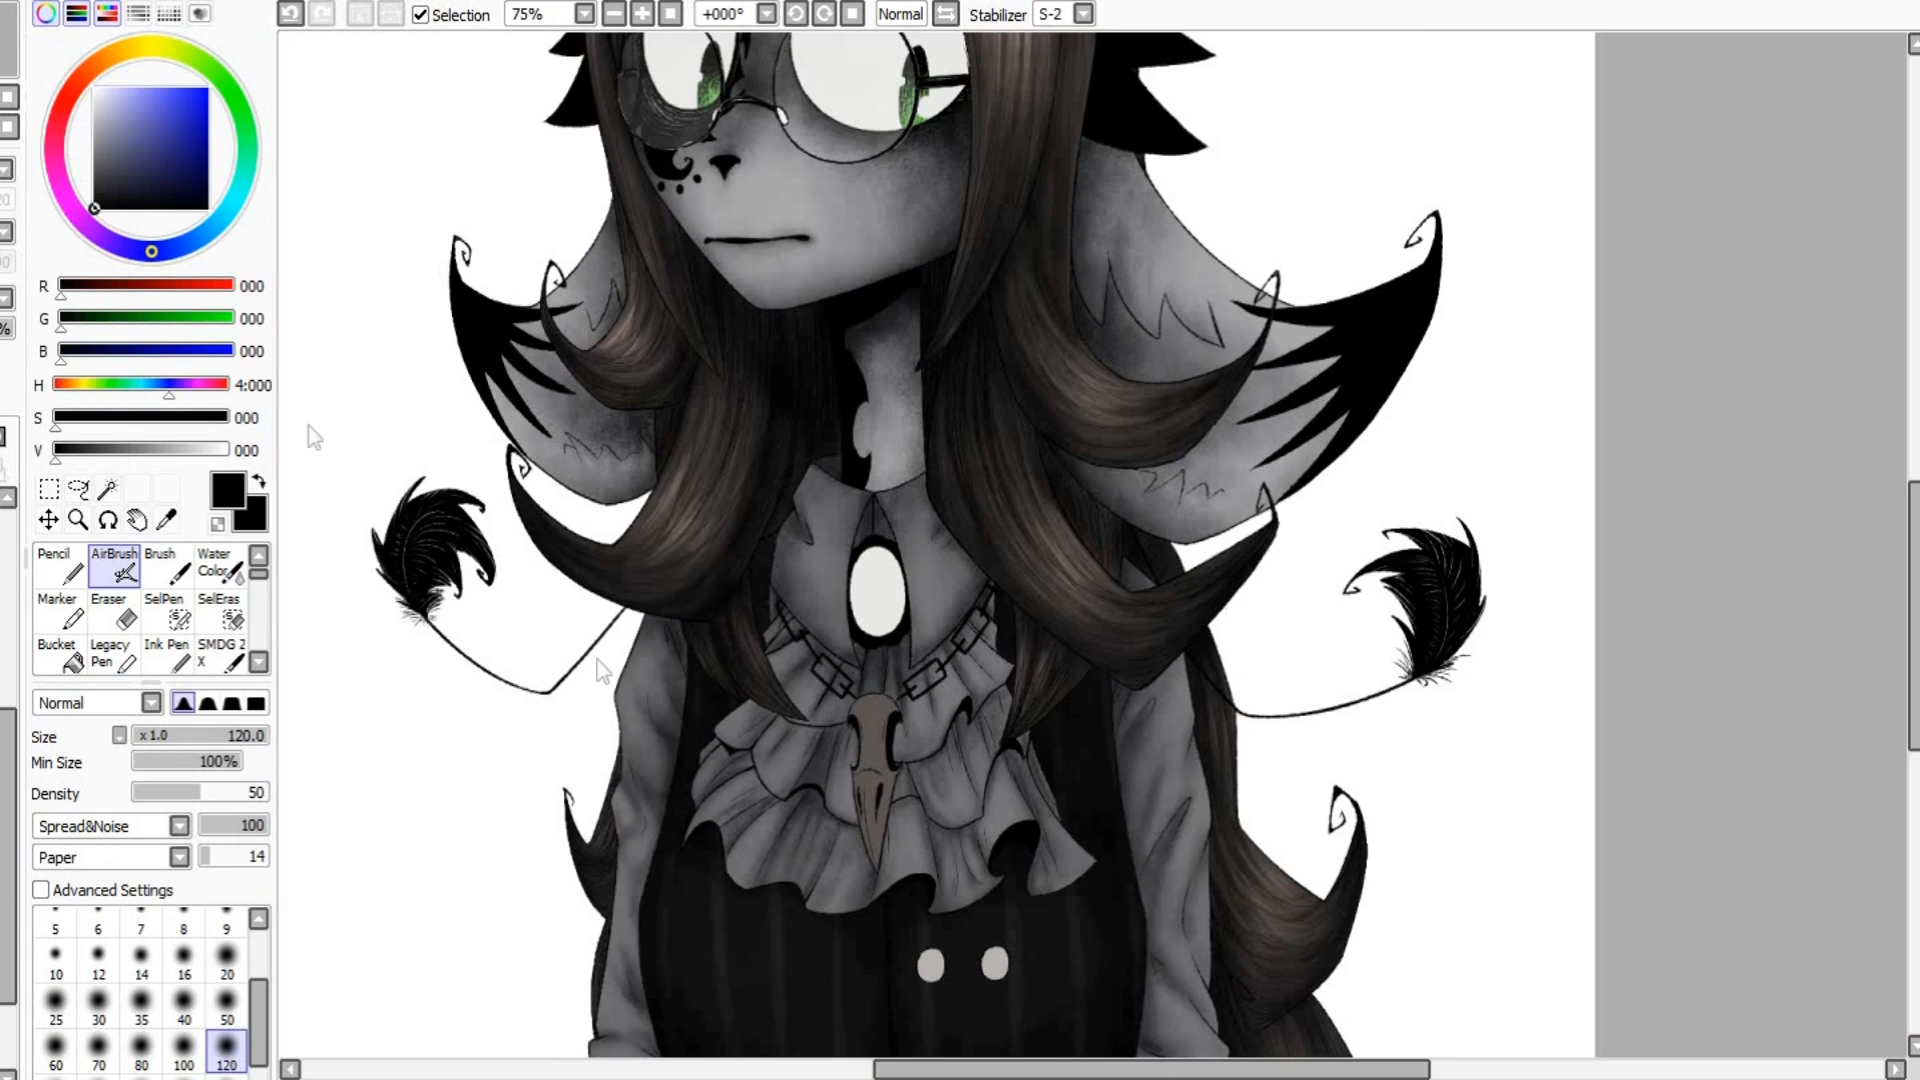 Selection 75% +000° Normal Stabilizer S-2
R 000
G 000
B 000
H 4:000
S 000
V 000
Pencil AirBrush Brush Water Color
Marker Eraser SelPen SelEras
Bucket Legacy Pen Ink Pen SMDG 2 X
Normal
Size x 1.0 120.0
Min Size 100%
Density 50
Spread&Noise 100
Paper 14
Advanced Settings
5 6 7 8 9
10 12 14 16 20
25 30 35 40 50
60 70 80 100 120
%